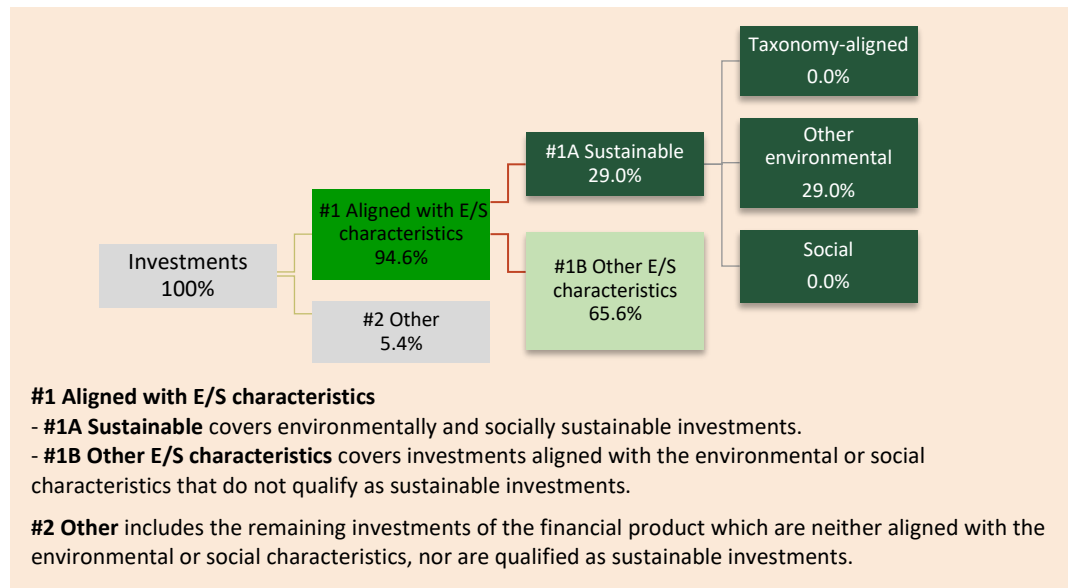 Taxonomy-aligned
0.0%
#1A Sustainable
29.0%
Other
environmental
29.0%
#1 Aligned with E/S
characteristics
94.6%
Investments
100%
#1B Other E/S
characteristics
65.6%
Social
0.0%
#2 Other
5.4%
#1 Aligned with E/S characteristics
- #1A Sustainable covers environmentally and socially sustainable investments.
- #1B Other E/S characteristics covers investments aligned with the environmental or social
characteristics that do not qualify as sustainable investments.
#2 Other includes the remaining investments of the financial product which are neither aligned with the
environmental or social characteristics, nor are qualified as sustainable investments.